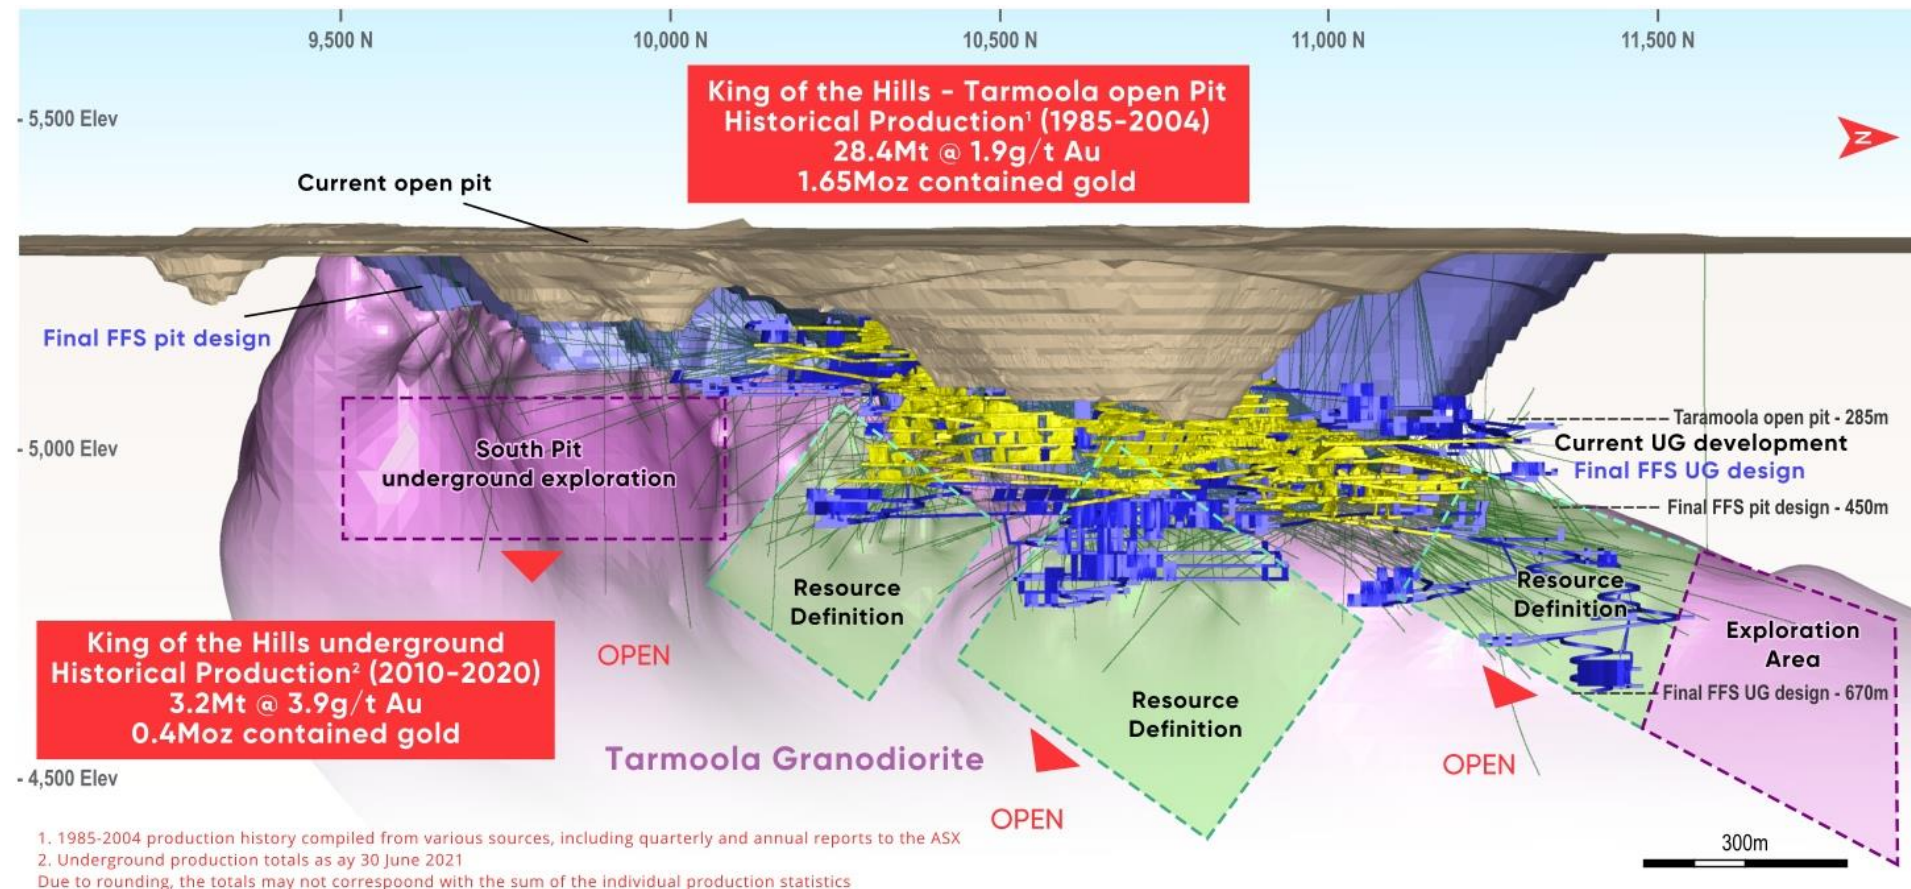 9,500 N
10,000 N
10,500 N
11,000 N
11,500 N
King of the Hills - Tarmoola open Pit
Historical Production¹ (1985-2004)
28.4Mt @ 1.9g/t Au
1.65Moz contained gold
- 5,500 Elev
N
Current open pit
Final FFS pit design
Taramoola open pit - 285m
Current UG development
Final FFS UG design
- 5,000 Elev
South Pit
underground exploration
Final FFS pit design - 450m
Resource
Definition
Resource
Definition
Exploration
Area
King of the Hills underground
Historical Production² (2010-2020)
3.2Mt @ 3.9g/t Au
0.4Moz contained gold
OPEN
Final FFS UG design - 670m
Resource
Definition
Tarmoola Granodiorite
OPEN
- 4,500 Elev
OPEN
300m
1. 1985-2004 production history compiled from various sources, including quarterly and annual reports to the ASX
2. Underground production totals as ay 30 June 2021
Due to rounding, the totals may not correspoond with the sum of the individual production statistics